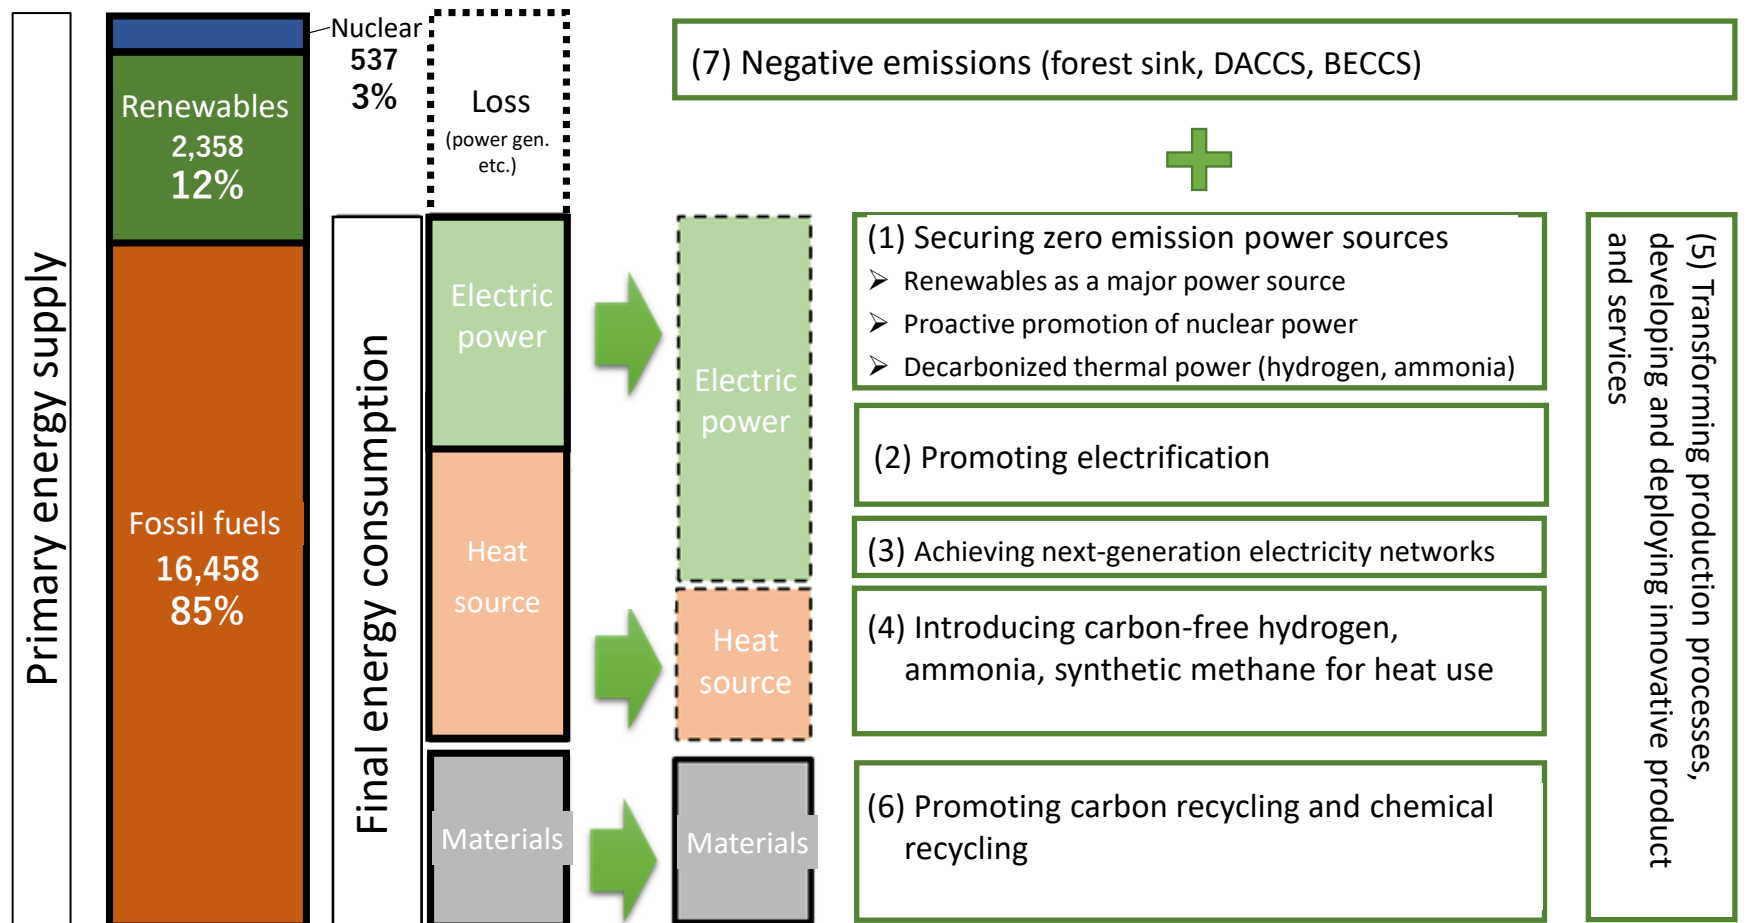 Primary energy supply
Nuclear
537
3%
Renewables
2,358
12%
Fossil fuels
16,458
85%
Final energy consumption
Loss
(power gen.
etc.)
Electric
power
Heat
source
Materials
Electric
power
Heat
source
Materials
(7) Negative emissions (forest sink, DACCS, BECCS)
(1) Securing zero emission power sources
➢ Renewables as a major power source
➢ Proactive promotion of nuclear power
➢ Decarbonized thermal power (hydrogen, ammonia)
(2) Promoting electrification
(3) Achieving next-generation electricity networks
(4) Introducing carbon-free hydrogen,
ammonia, synthetic methane for heat use
(6) Promoting carbon recycling and chemical
recycling
(5) Transforming production processes,
developing and deploying innovative product
and services